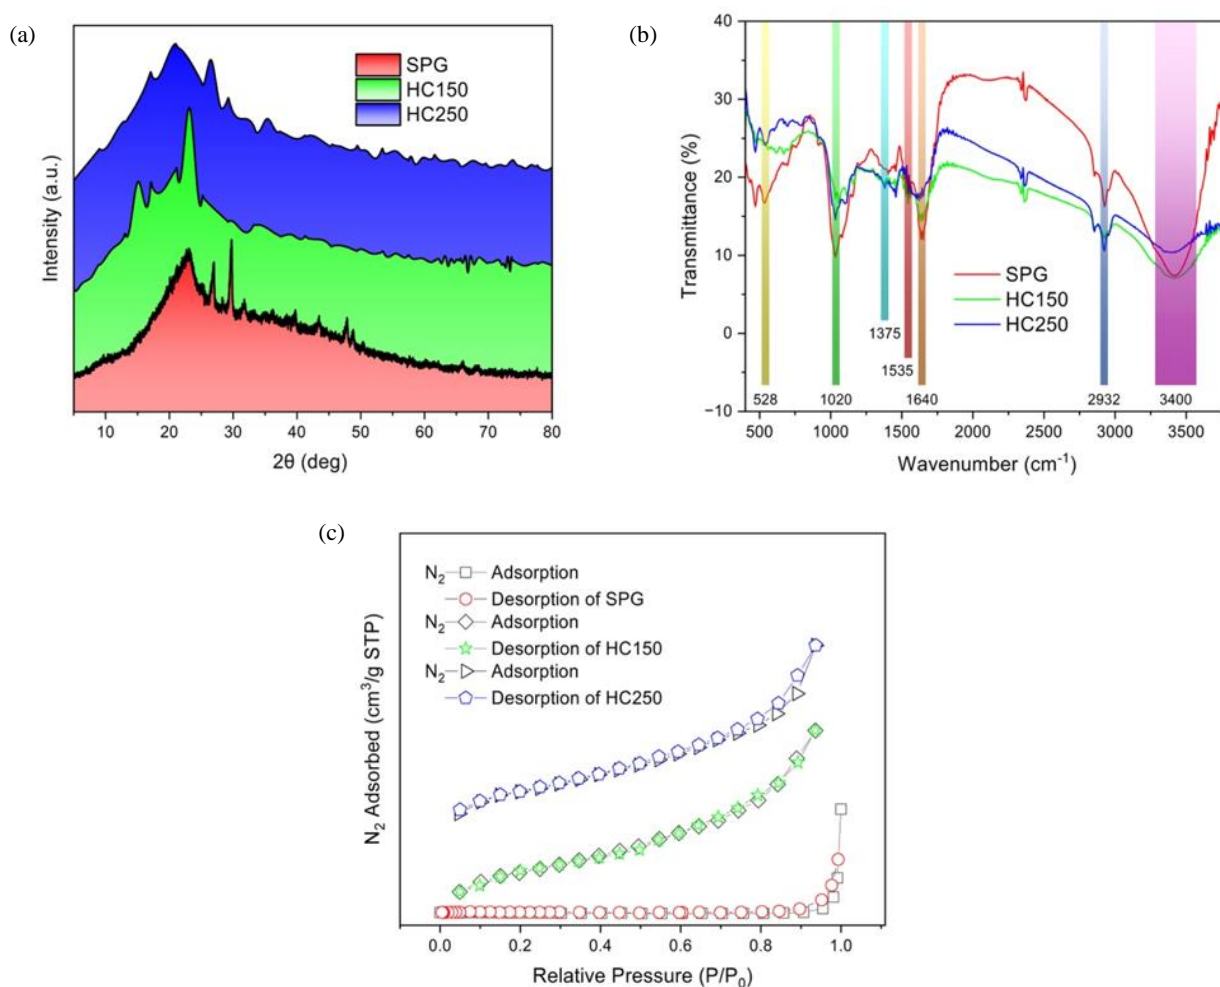 (a)
Intensity (a.u.)
SPG
HC150
HC250
10 20 30 40 50 60 70 80
2θ (deg)
(b)
Transmittance (%)
40
30
20
10
0
−10
SPG
HC150
HC250
1375
1535
528 1020 1640 2932 3400
500 1000 1500 2000 2500 3000 3500
Wavenumber (cm⁻¹)
(c)
N₂ Adsorbed (cm³/g STP)
N₂ Adsorption
Desorption of SPG
N₂ Adsorption
Desorption of HC150
N₂ Adsorption
Desorption of HC250
0.0 0.2 0.4 0.6 0.8 1.0
Relative Pressure (P/P₀)